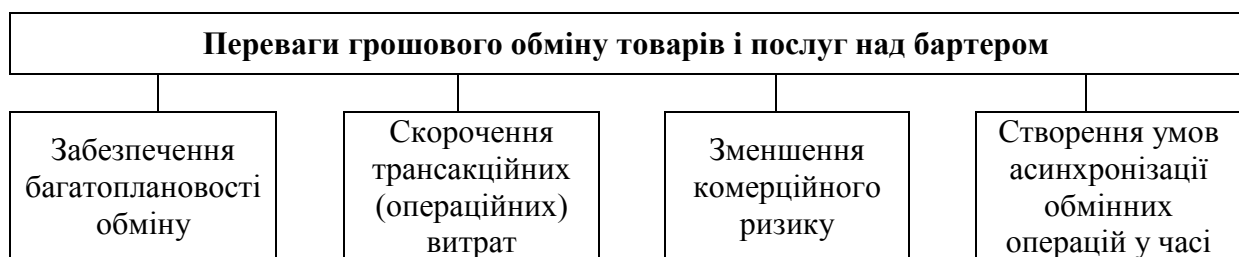 Переваги грошового обміну товарів і послуг над бартером
Забезпечення
багатоплановості
обміну
Скорочення
трансакційних
(операційних)
витрат
Зменшення
комерційного
ризику
Створення умов
асинхронізації
обмінних
операцій у часі